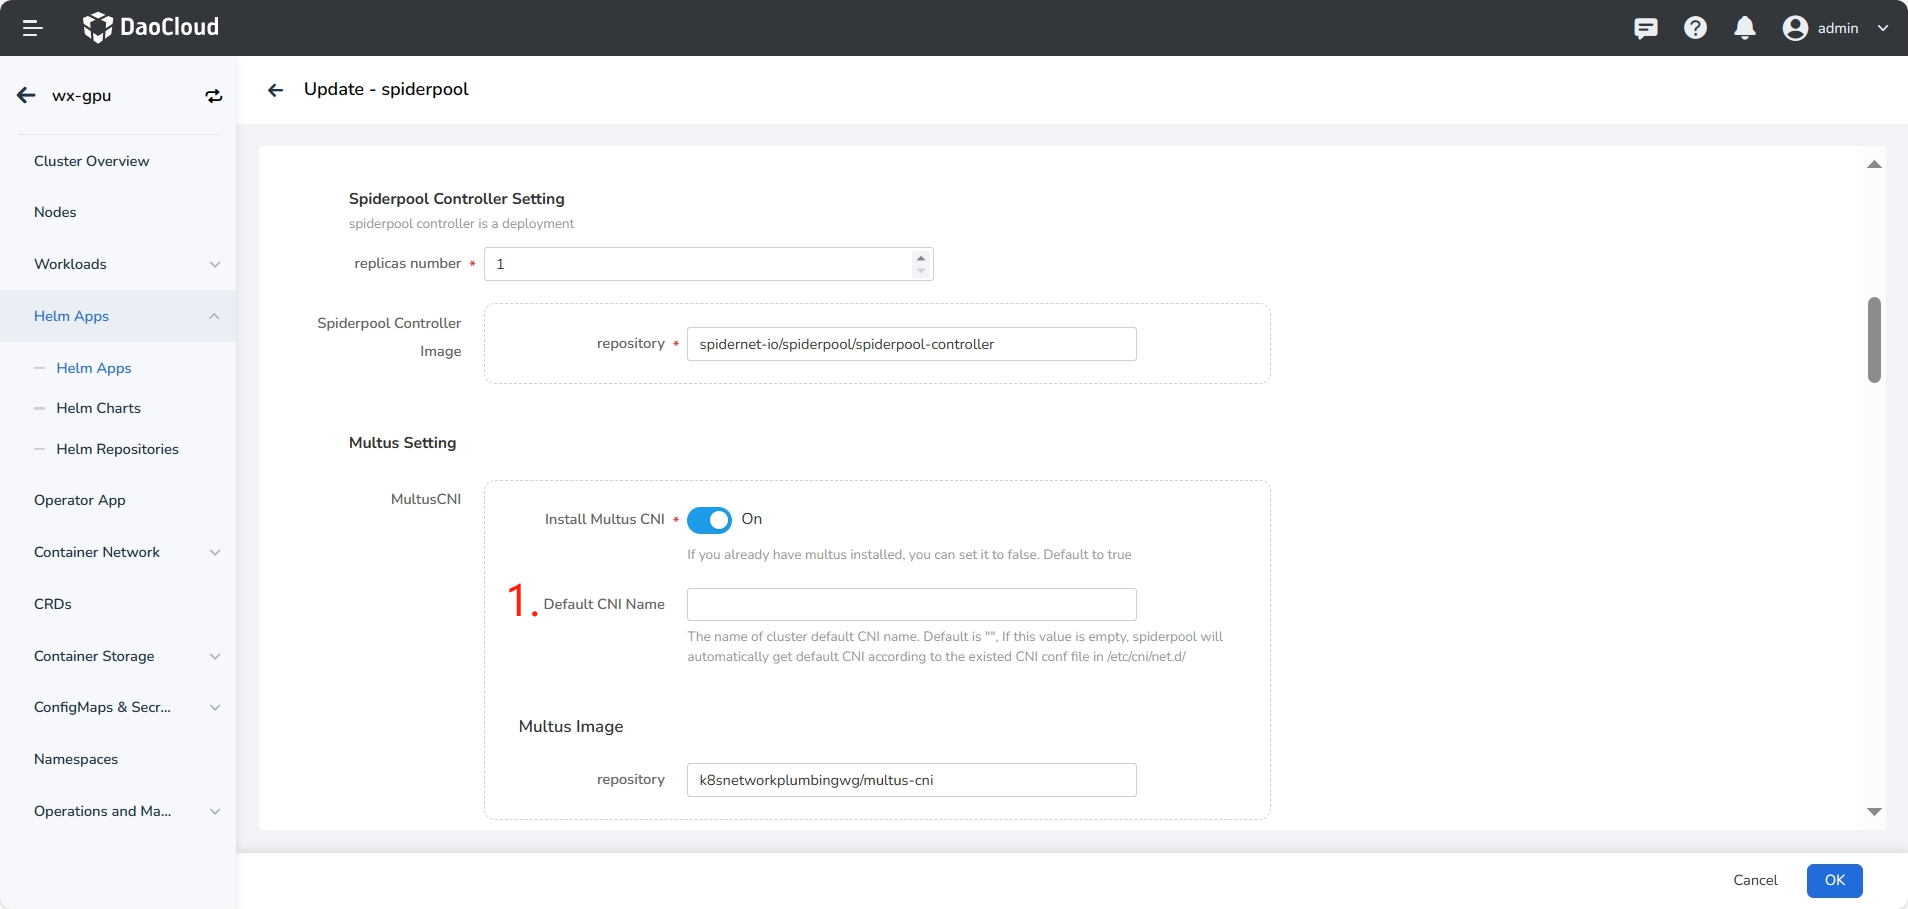 DaoCloud
admin
wx-gpu
Cluster Overview
Nodes
Workloads
Helm Apps
Helm Apps
Helm Charts
Helm Repositories
Operator App
Container Network
CRDs
Container Storage
ConfigMaps & Secr...
Namespaces
Operations and Ma...
Update - spiderpool
Spiderpool Controller Setting
spiderpool controller is a deployment
replicas number *
1
Spiderpool Controller
Image
repository *
spidernet-io/spiderpool/spiderpool-controller
Multus Setting
MultusCNI
Install Multus CNI *
On
If you already have multus installed, you can set it to false. Default to true
1.
Default CNI Name
The name of cluster default CNI name. Default is "", If this value is empty, spiderpool will
automatically get default CNI according to the existed CNI conf file in /etc/cni/net.d/
Multus Image
repository
k8snetworkplumbingwg/multus-cni
Cancel
OK